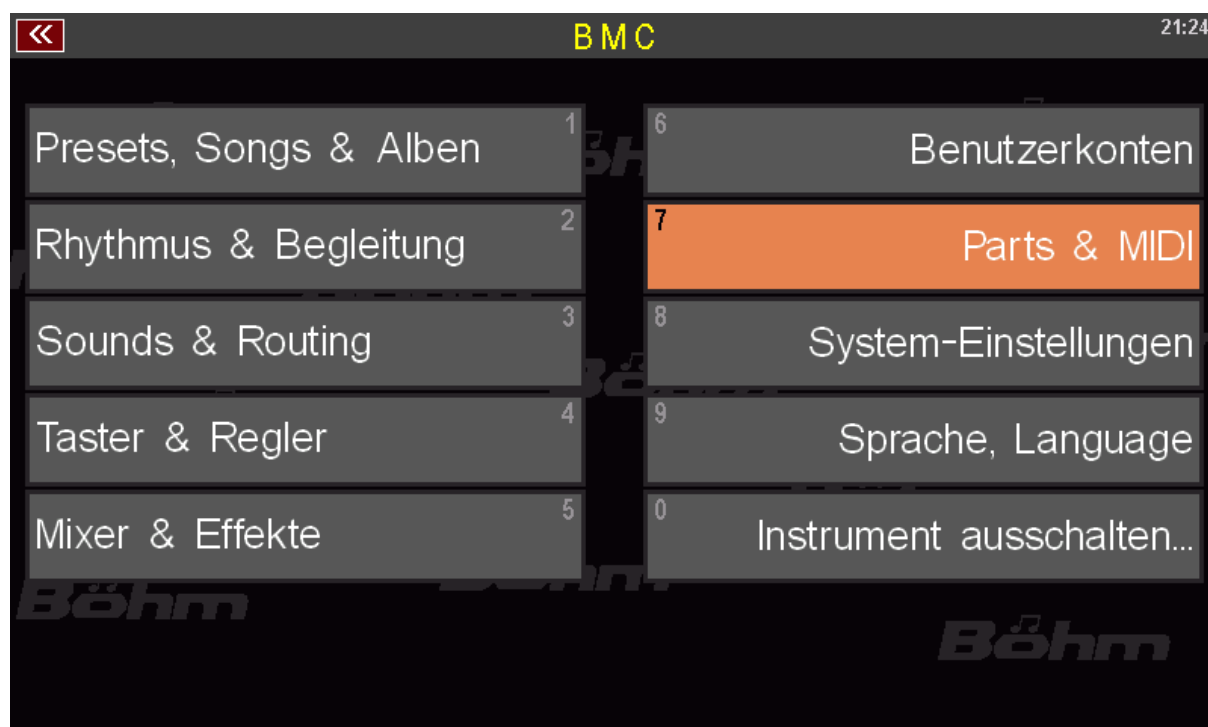 BMC
21:24
Presets, Songs & Alben 1
Rhythmus & Begleitung 2
Sounds & Routing 3
Taster & Regler 4
Mixer & Effekte 5
6 Benutzerkonten
7 Parts & MIDI
8 System-Einstellungen
9 Sprache, Language
0 Instrument ausschalten...
Böhm
Böhm
Böhm